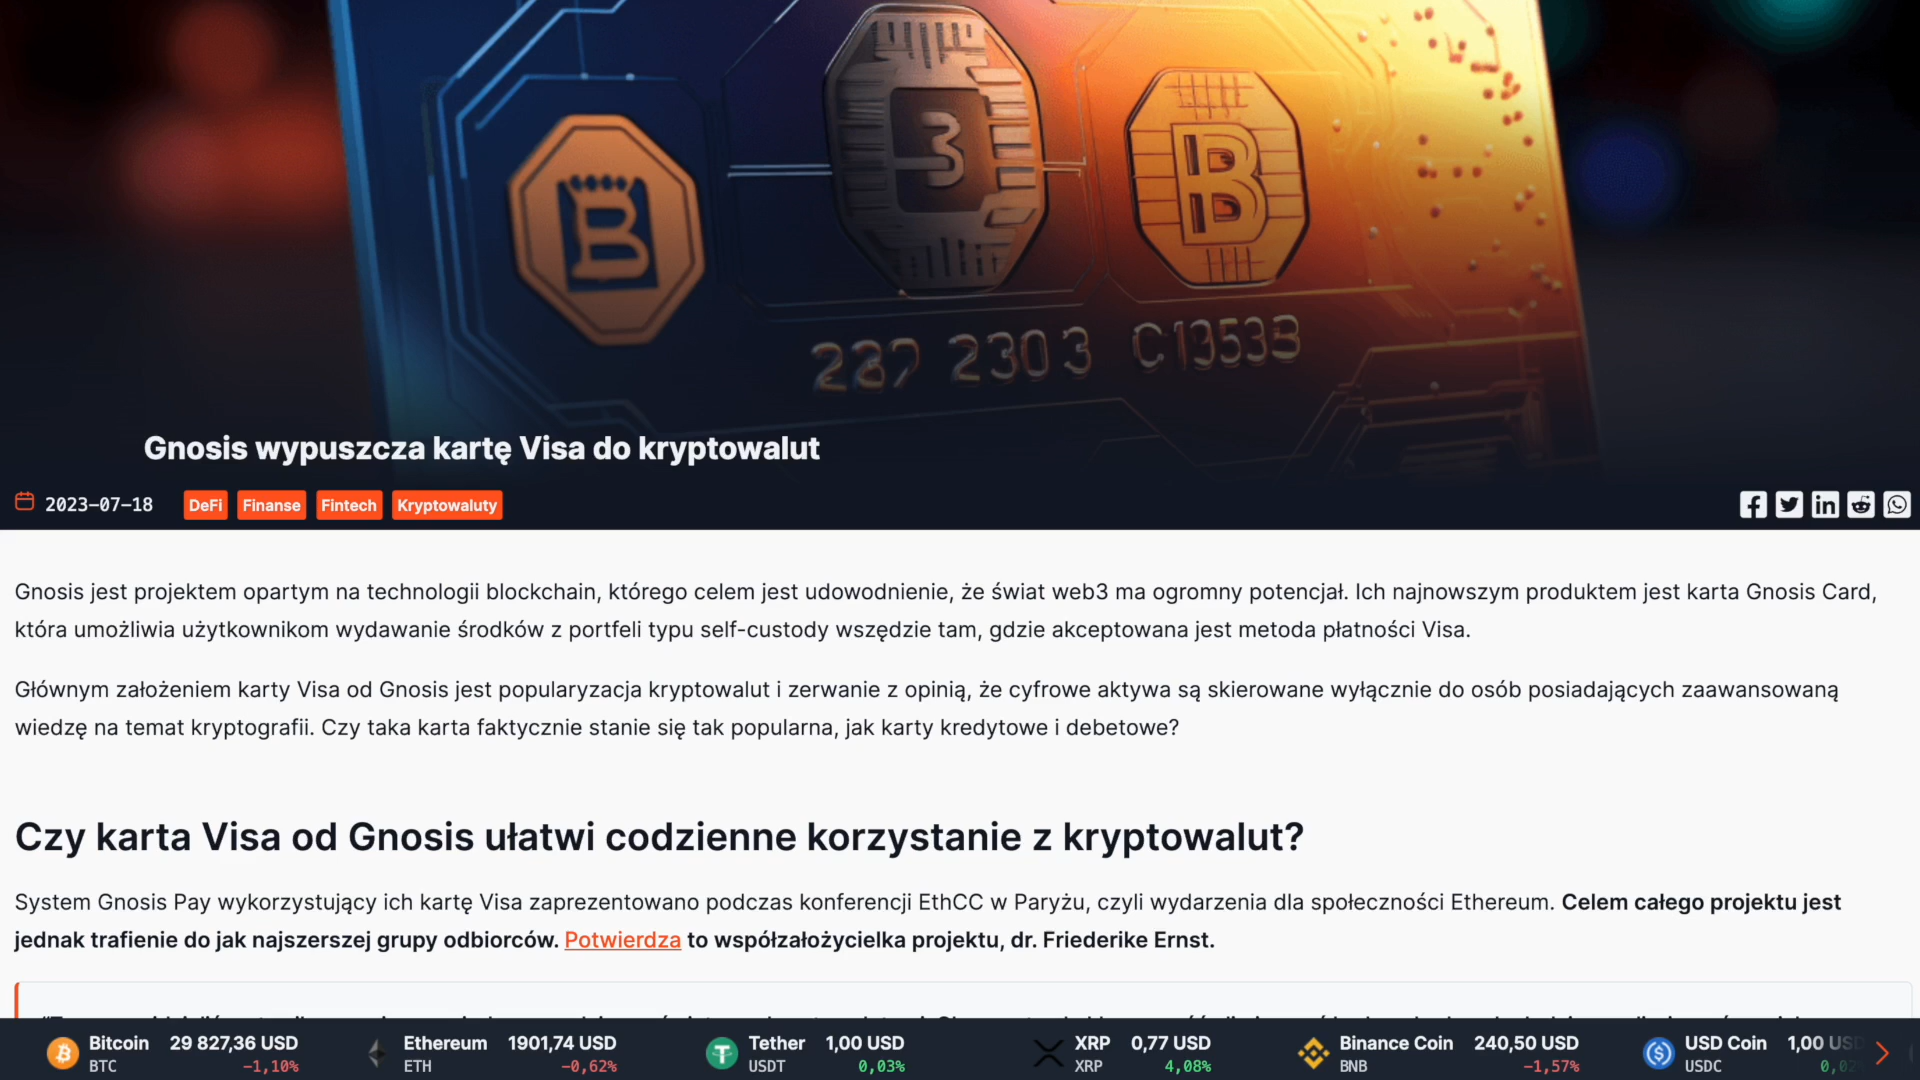 3
B
B
287 2303 C13533
Gnosis wypuszcza kartę Visa do kryptowalut
2023-07-18 DeFi Finanse Fintech Kryptowaluty
Gnosis jest projektem opartym na technologii blockchain, którego celem jest udowodnienie, że świat web3 ma ogromny potencjał. Ich najnowszym produktem jest karta Gnosis Card,
która umożliwia użytkownikom wydawanie środków z portfeli typu self-custody wszędzie tam, gdzie akceptowana jest metoda płatności Visa.
Głównym założeniem karty Visa od Gnosis jest popularyzacja kryptowalut i zerwanie z opinią, że cyfrowe aktywa są skierowane wyłącznie do osób posiadających zaawansowaną
wiedzę na temat kryptografii. Czy taka karta faktycznie stanie się tak popularna, jak karty kredytowe i debetowe?
Czy karta Visa od Gnosis ułatwi codzienne korzystanie z kryptowalut?
System Gnosis Pay wykorzystujący ich kartę Visa zaprezentowano podczas konferencji EthCC w Paryżu, czyli wydarzenia dla społeczności Ethereum. Celem całego projektu jest
jednak trafienie do jak najszerszej grupy odbiorców. Potwierdza to współzałożycielka projektu, dr. Friederike Ernst.
Bitcoin 29 827,36 USD Ethereum 1901,74 USD Tether 1,00 USD XRP 0,77 USD Binance Coin 240,50 USD USD Coin 1,00 USD
BTC −1,10% ETH −0,62% USDT 0,03% XRP 4,08% BNB −1,57% USDC 0,02